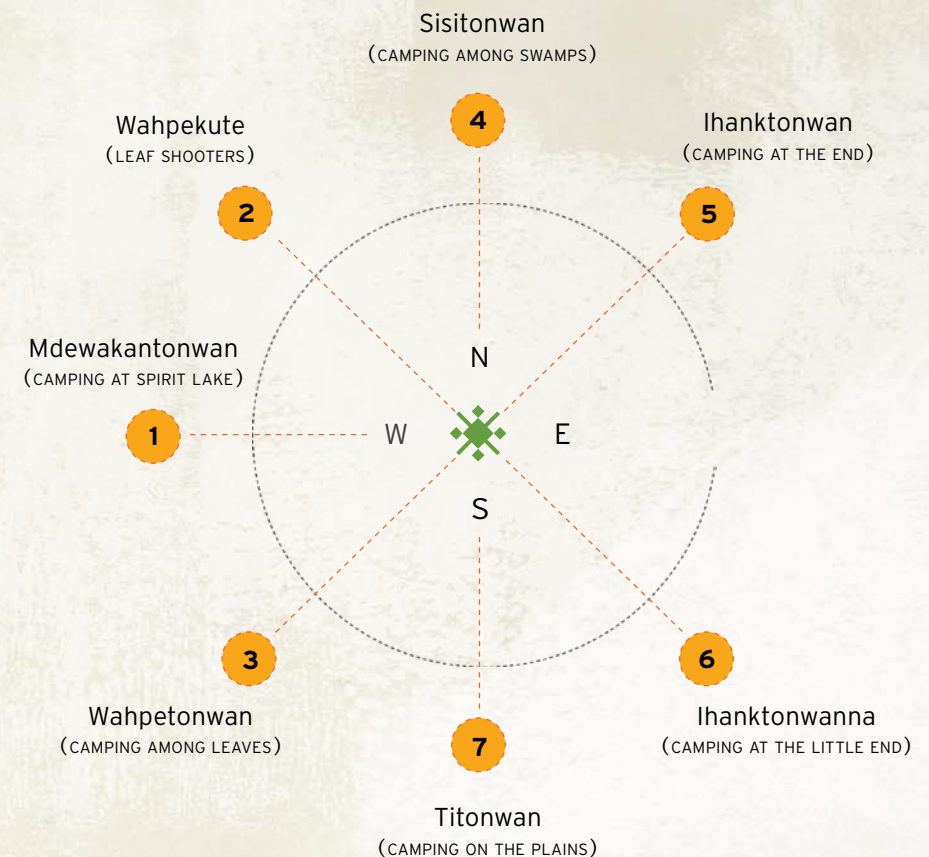 Sisitonwan
(CAMPING AMONG SWAMPS)
4
Wahpekute
(LEAF SHOOTERS)
2
Ihanktonwan
(CAMPING AT THE END)
5
N
Mdewakantonwan
(CAMPING AT SPIRIT LAKE)
1
W
E
S
3
Wahpetonwan
(CAMPING AMONG LEAVES)
6
Ihanktonwanna
(CAMPING AT THE LITTLE END)
7
Titonwan
(CAMPING ON THE PLAINS)